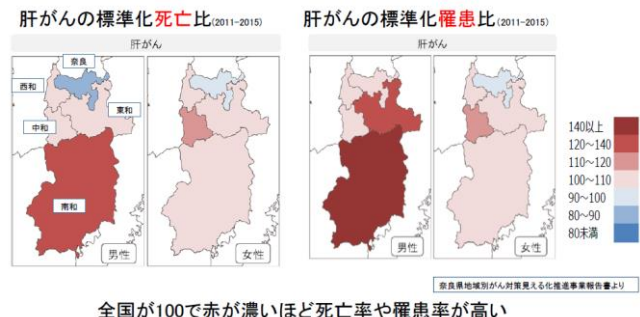 肝がんの標準化死亡比(2011-2015)
肝がんの標準化罹患比(2011-2015)
肝がん
肝がん
奈良
西和
東和
中和
南和
男性
女性
男性
女性
140以上
120~140
110~120
100~110
90~100
80~90
80未満
奈良県地域別がん対策見える化推進事業報告書より
全国が100で赤が濃いほど死亡率や罹患率が高い